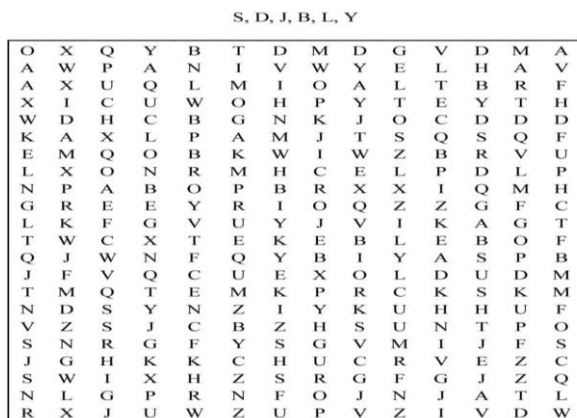 S, D, J, B, L, Y
O X Q Y B T D M D G V D M A
A W P A N I V W Y E L H A V
A X U Q L M I O A L T B R F
X I C U W O H P Y T E Y T H
W D H C B G N K J O C D D D
K A X L P A M J T S Q S Q F
E M Q O B K W I W Z B R V U
L X O N R M H C E L P D L P
N P A B O P B R X X I Q M H
G R E E Y R I O Q Z Z G F C
L K F G V U Y J V I K A G T
T W C X T E K E B L E B O F
Q J W N F Q Y B I Y A S P B
J F V Q C U E X O L D U D M
T M Q T E M K P R C K S K M
N D S Y N Z I Y K U H H U F
V Z S J C B Z H S U N T P O
S N R G F Y S G V M I J F S
J G H K K C H U C R V E Z C
S W I X H Z S R G F G J Z Q
N L G P R N F O J N J A T L
R X J U W Z U P V Z I V D W